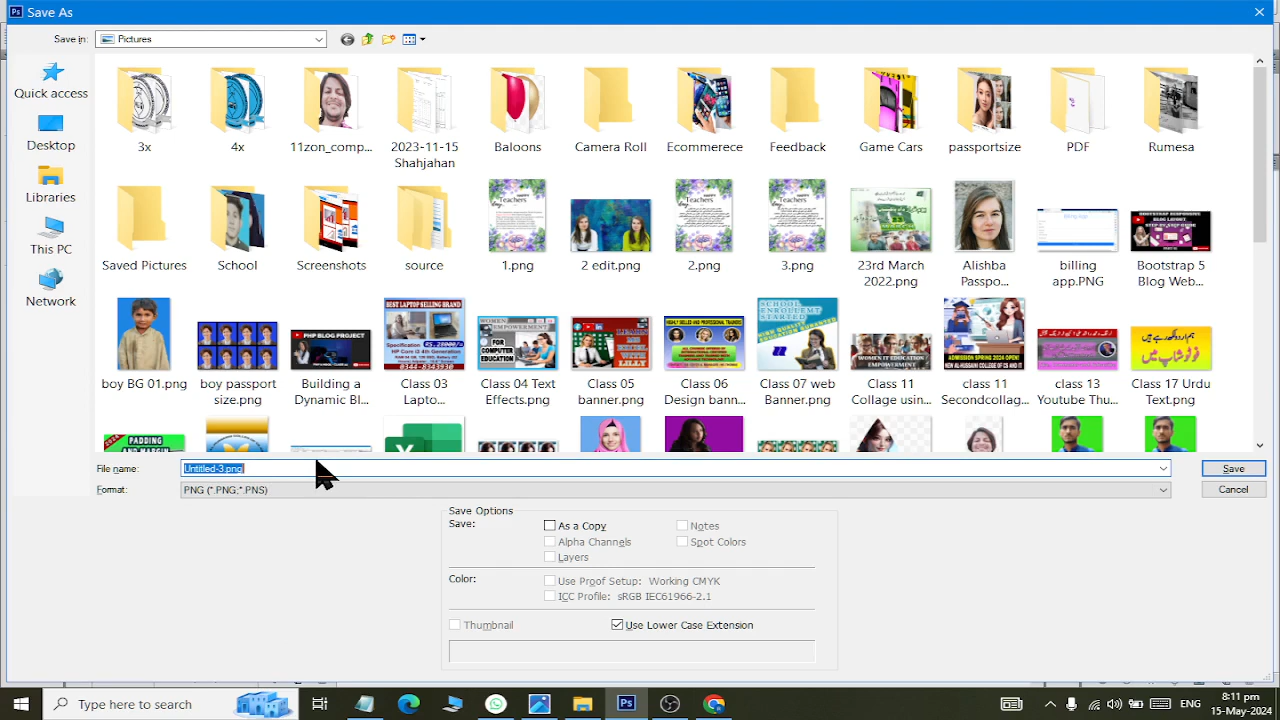 Save As
Save in:
Pictures
Quick access
Desktop
Libraries
This PC
Network
3x
4x
11zon_comp...
2023-11-15
Shahjahan
Baloons
Camera Roll
Ecommerece
Feedback
Game Cars
passportsize
PDF
Rumesa
Saved Pictures
School
Screenshots
source
1.png
2 edit.png
2.png
3.png
23rd March
2022.png
Alishba
Passpo...
billing
app.PNG
Bootstrap 5
Blog Web...
boy BG 01.png
boy passport
size.png
Building a
Dynamic Bl...
Class 03
Lapto...
Class 04 Text
Effects.png
Class 05
banner.png
Class 06
Design bann...
Class 07 web
Banner.png
Class 11
Collage usin...
class 11
Secondcollag...
class 13
Youtube Thu...
Class 17 Urdu
Text.png
File name:
Untitled-3.png
Save
Format:
PNG (*.PNG;*.PNS)
Cancel
Save Options
Save:
As a Copy
Notes
Alpha Channels
Spot Colors
Layers
Color:
Use Proof Setup: Working CMYK
ICC Profile: sRGB IEC61966-2.1
Thumbnail
Use Lower Case Extension
Type here to search
ENG
8:11 pm
15-May-2024